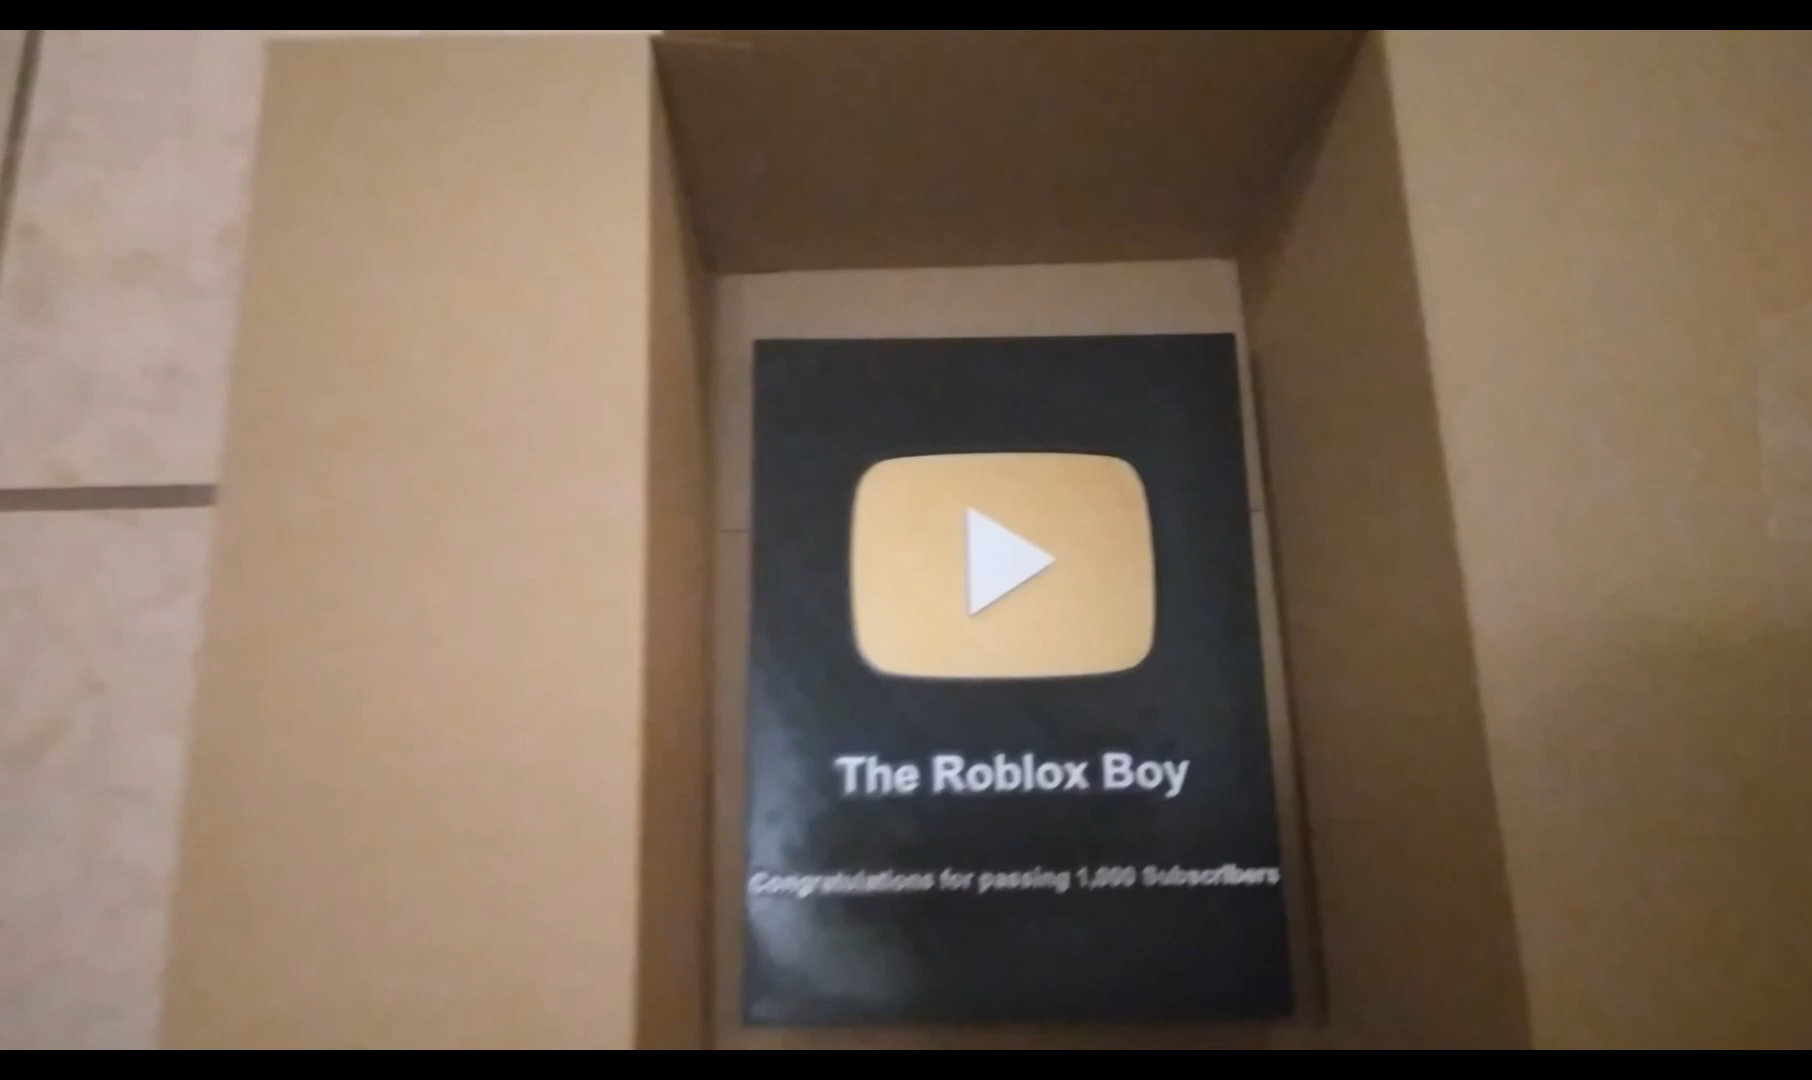 The Roblox Boy
Congratulations for passing 1,000 Subscribers